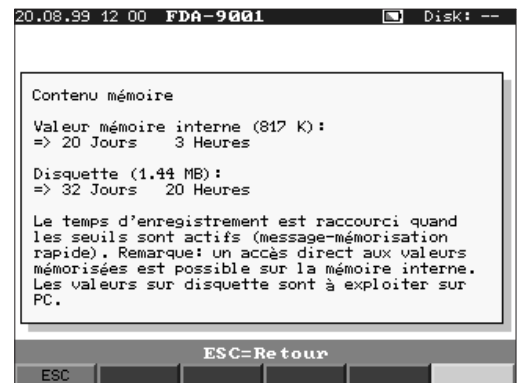 20.08.99 12 00 FDA-9001 Disk: --
Contenu mémoire
Valeur mémoire interne (817 K):
=> 20 Jours 3 Heures
Disquette (1.44 MB):
=> 32 Jours 20 Heures
Le temps d'enregistrement est raccourci quand
les seuils sont actifs (message-mémorisation
rapide). Remarque: un accès direct aux valeurs
mémorisées est possible sur la mémoire interne.
Les valeurs sur disquette sont à exploiter sur
PC.
ESC=Retour
ESC